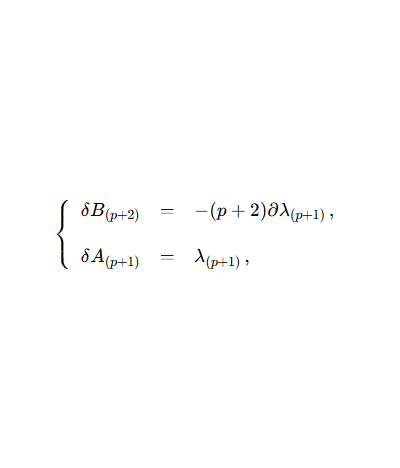 δB_{(p+2)} = −(p + 2)∂λ_{(p+1)} ,
δA_{(p+1)} = λ_{(p+1)} ,